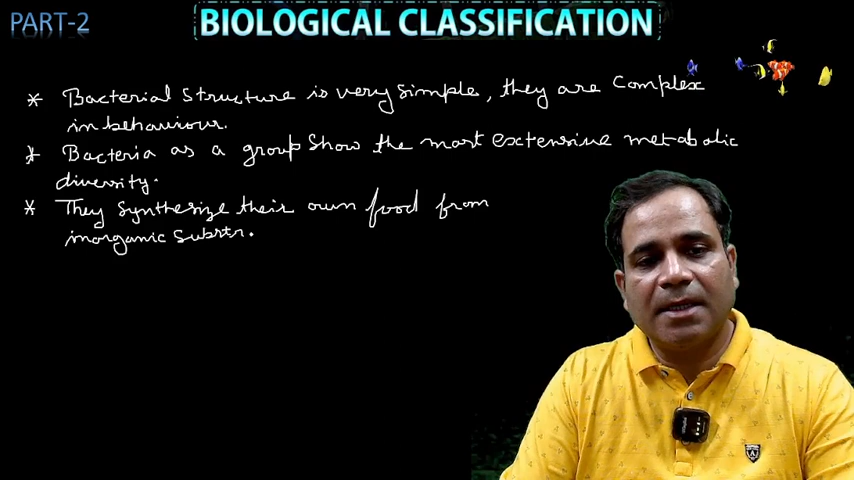 PART-2
BIOLOGICAL CLASSIFICATION
* Bacterial structure is very simple, they are complex
in behaviour.
* Bacteria as a group show the most extensive metabolic
diversity.
* They synthesize their own food from
inorganic substr.